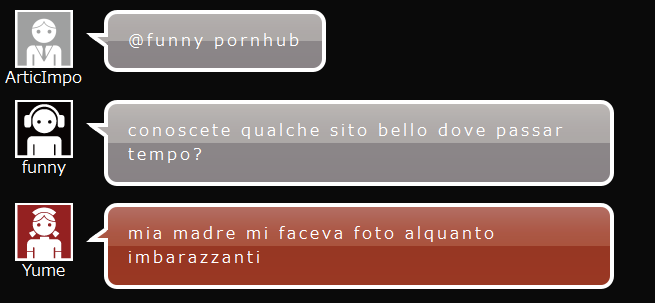 @funny pornhub
ArticImpo
conoscete qualche sito bello dove passar
tempo?
funny
mia madre mi faceva foto alquanto
imbarazzanti
Yume